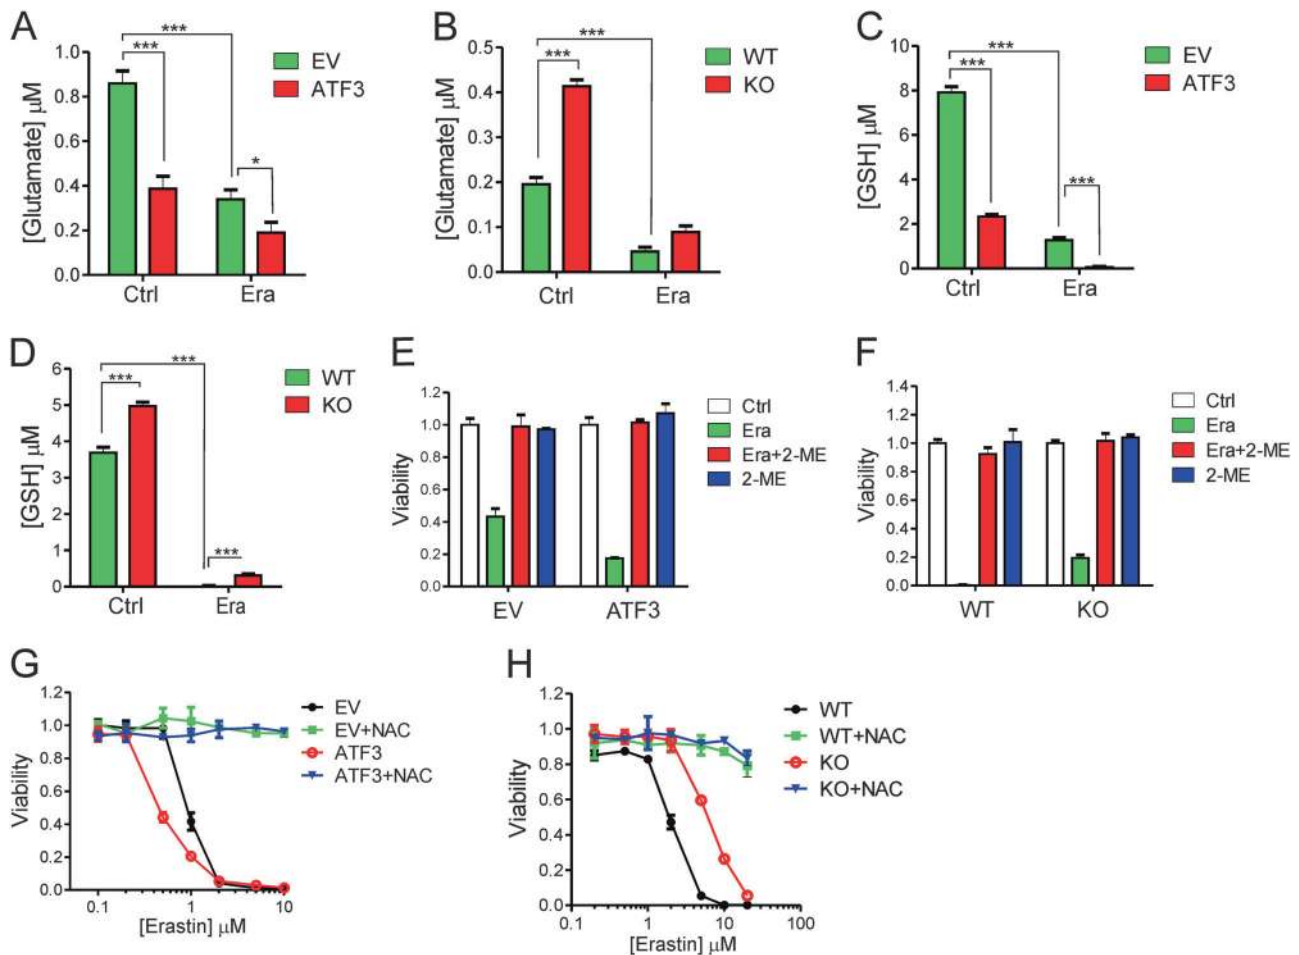 A
[Glutamate] μM
1.0
0.8
0.6
0.4
0.2
0.0
***
***
*
EV
ATF3
Ctrl
Era
B
[Glutamate] μM
0.5
0.4
0.3
0.2
0.1
0.0
***
***
WT
KO
Ctrl
Era
C
[GSH] μM
10
8
6
4
2
0
***
***
***
EV
ATF3
Ctrl
Era
D
[GSH] μM
6
5
4
3
2
1
0
***
***
***
WT
KO
Ctrl
Era
E
Viability
1.2
1.0
0.8
0.6
0.4
0.2
0.0
Ctrl
Era
Era+2-ME
2-ME
EV
ATF3
F
Viability
1.4
1.2
1.0
0.8
0.6
0.4
0.2
0.0
Ctrl
Era
Era+2-ME
2-ME
WT
KO
G
Viability
1.2
1.0
0.8
0.6
0.4
0.2
0.0
EV
EV+NAC
ATF3
ATF3+NAC
0.1
1
10
[Erastin] μM
H
Viability
1.2
1.0
0.8
0.6
0.4
0.2
0.0
WT
WT+NAC
KO
KO+NAC
0.1
1
10
100
[Erastin] μM